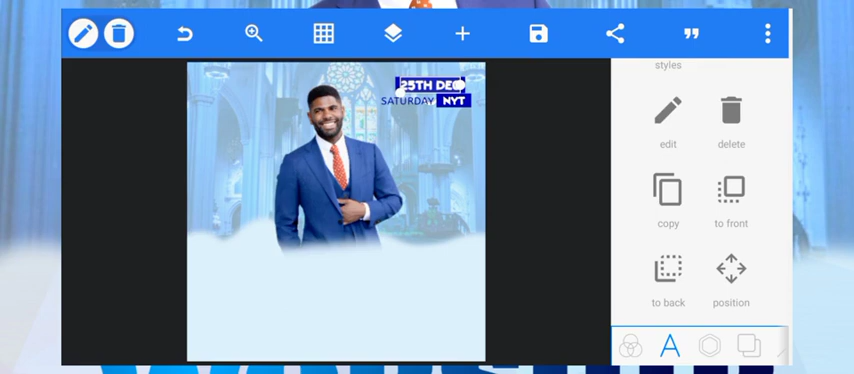 25TH DEC
SATURDAY NYT
styles
edit delete
copy to front
to back position